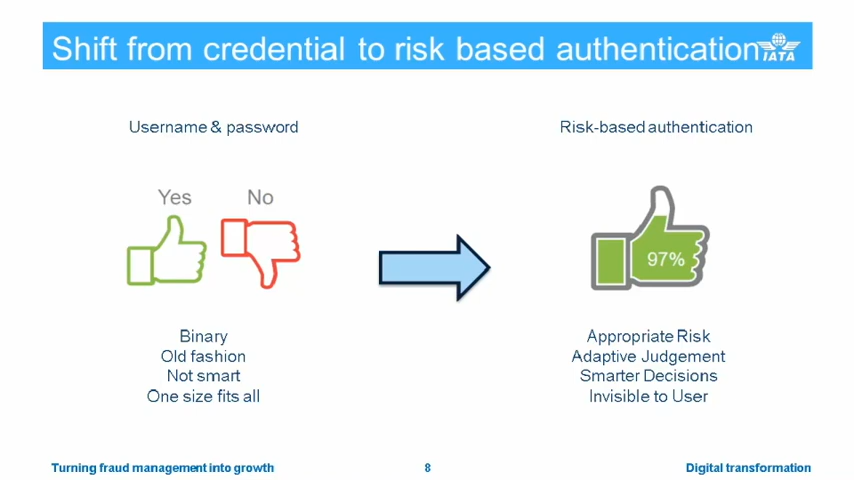 Shift from credential to risk based authentication
IATA
Username & password
Risk-based authentication
Yes
No
97%
Binary
Old fashion
Not smart
One size fits all
Appropriate Risk
Adaptive Judgement
Smarter Decisions
Invisible to User
Turning fraud management into growth
8
Digital transformation